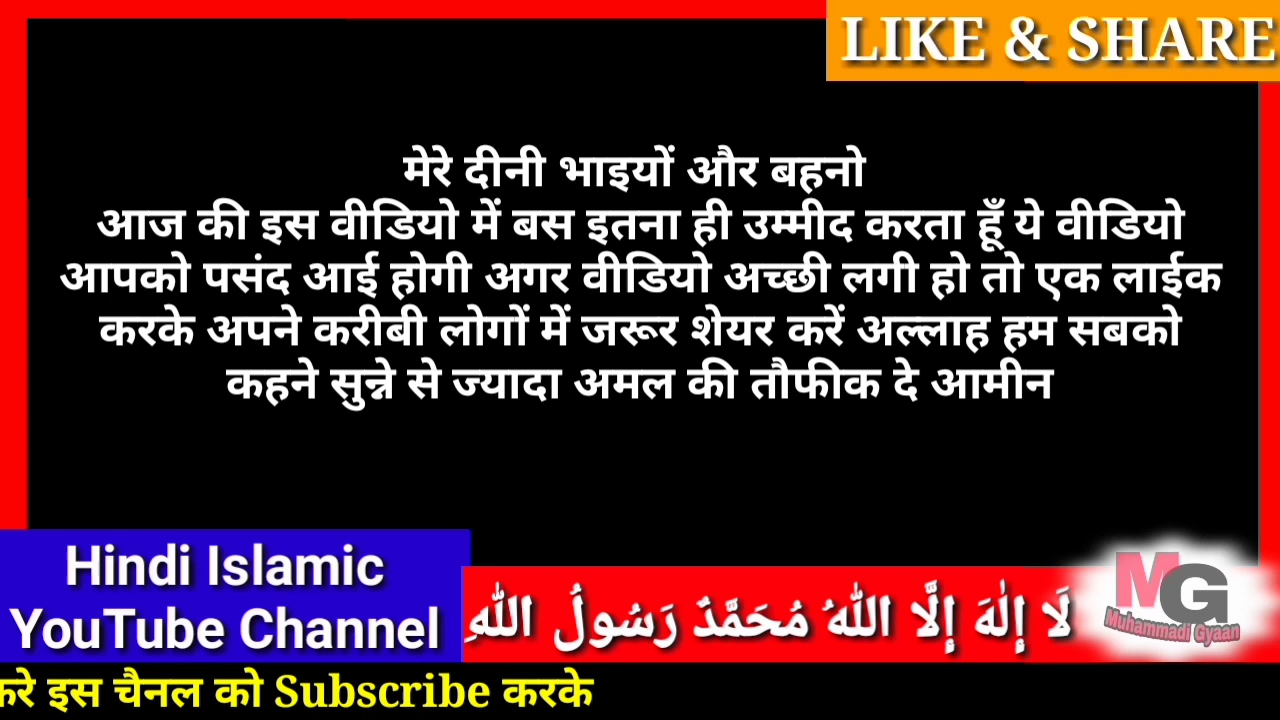 LIKE & SHARE
मेरे दीनी भाइयों और बहनो
आज की इस वीडियो में बस इतना ही उम्मीद करता हूँ ये वीडियो
आपको पसंद आई होगी अगर वीडियो अच्छी लगी हो तो एक लाईक
करके अपने करीबी लोगों में जरूर शेयर करें अल्लाह हम सबको
कहने सुन्ने से ज्यादा अमल की तौफीक दे आमीन
Hindi Islamic
YouTube Channel
لَا إِلٰهَ إِلَّا اللهُ مُحَمَّدٌ رَسُولُ اللهِ
MG
Muhammadi Gyaan
इस चैनल को Subscribe करके